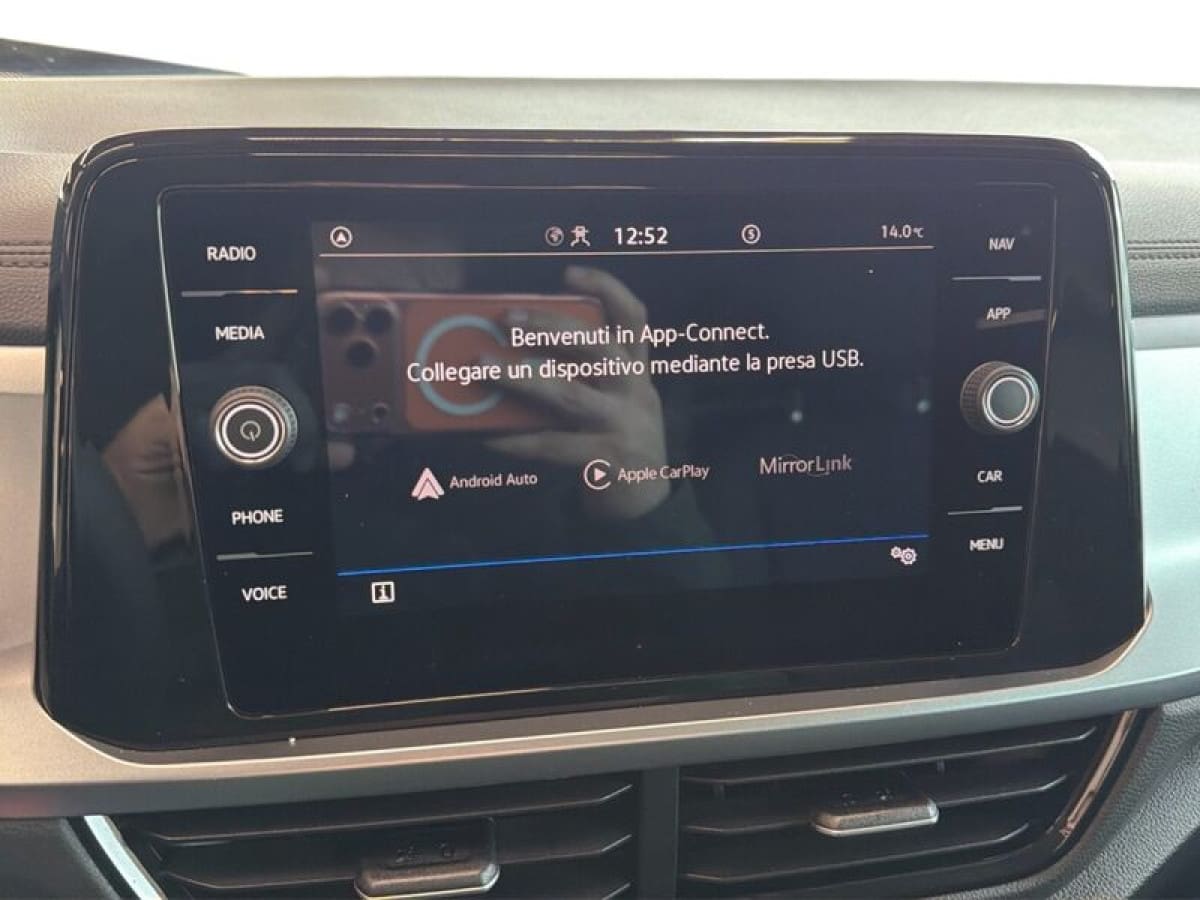 RADIO
MEDIA
PHONE
VOICE
12:52
S
14.0°C
Benvenuti in App-Connect.
Collegare un dispositivo mediante la presa USB.
Android Auto
Apple CarPlay
MirrorLink
i
NAV
APP
CAR
MENU